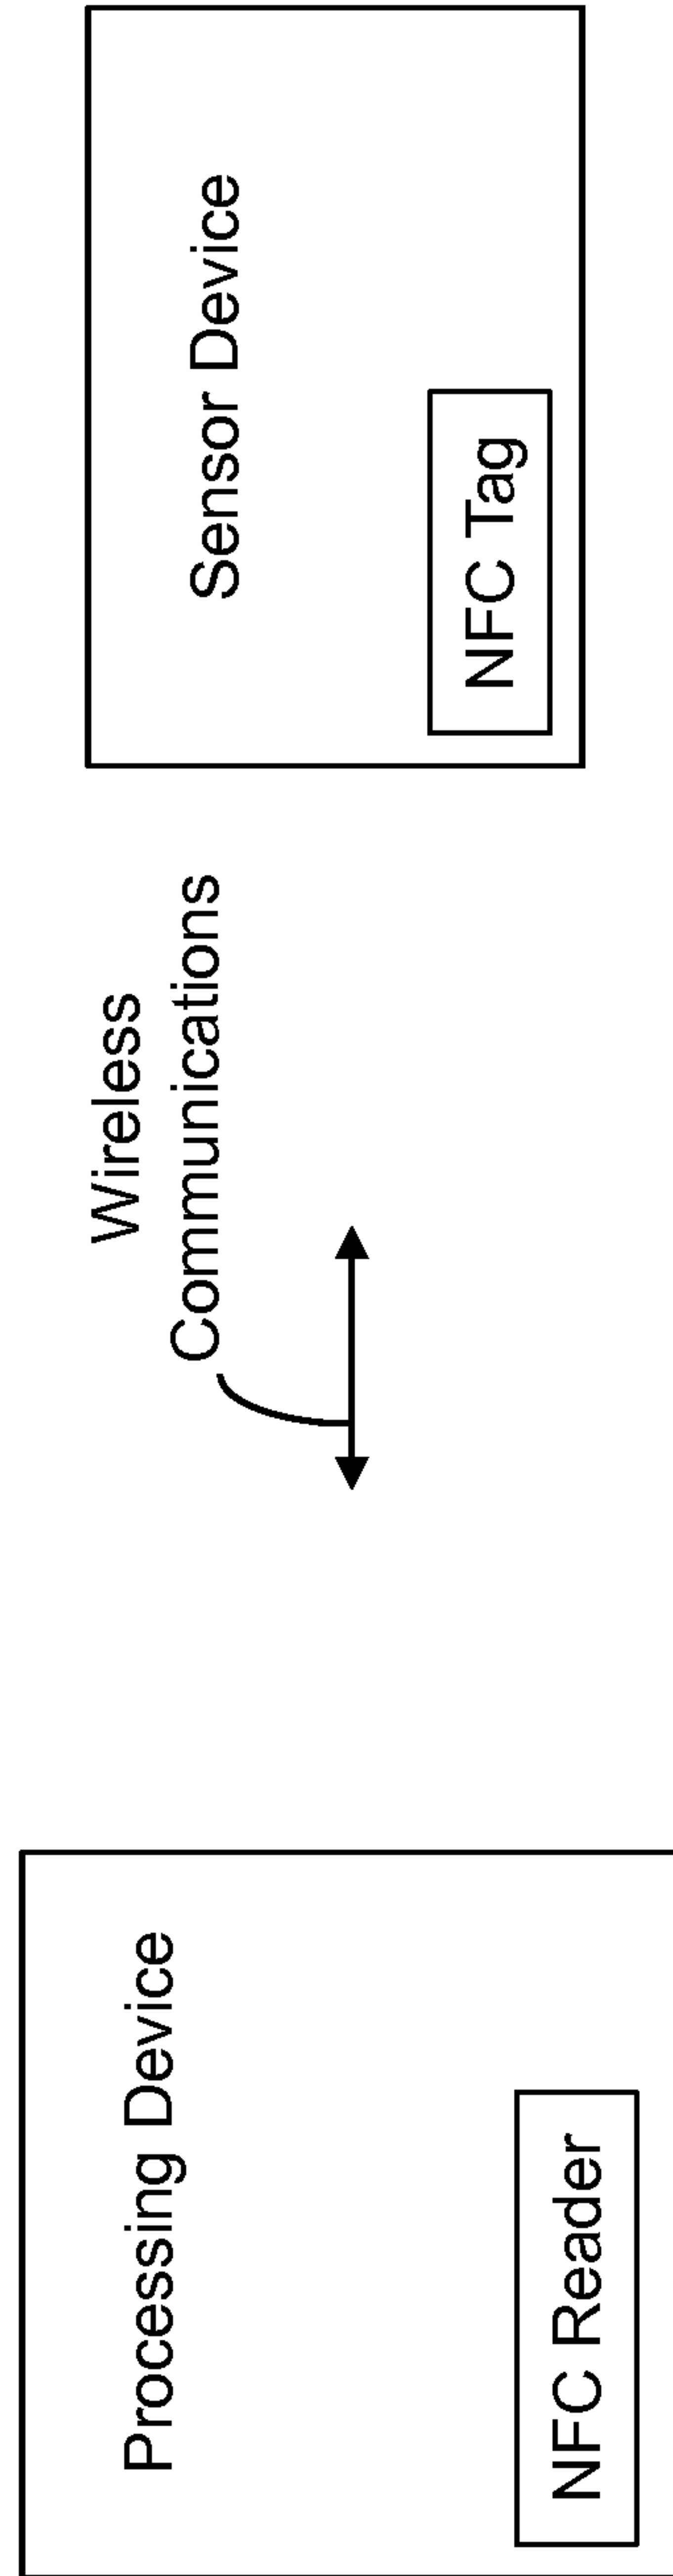 Processing Device
NFC Reader
Wireless
Communications
Sensor Device
NFC Tag